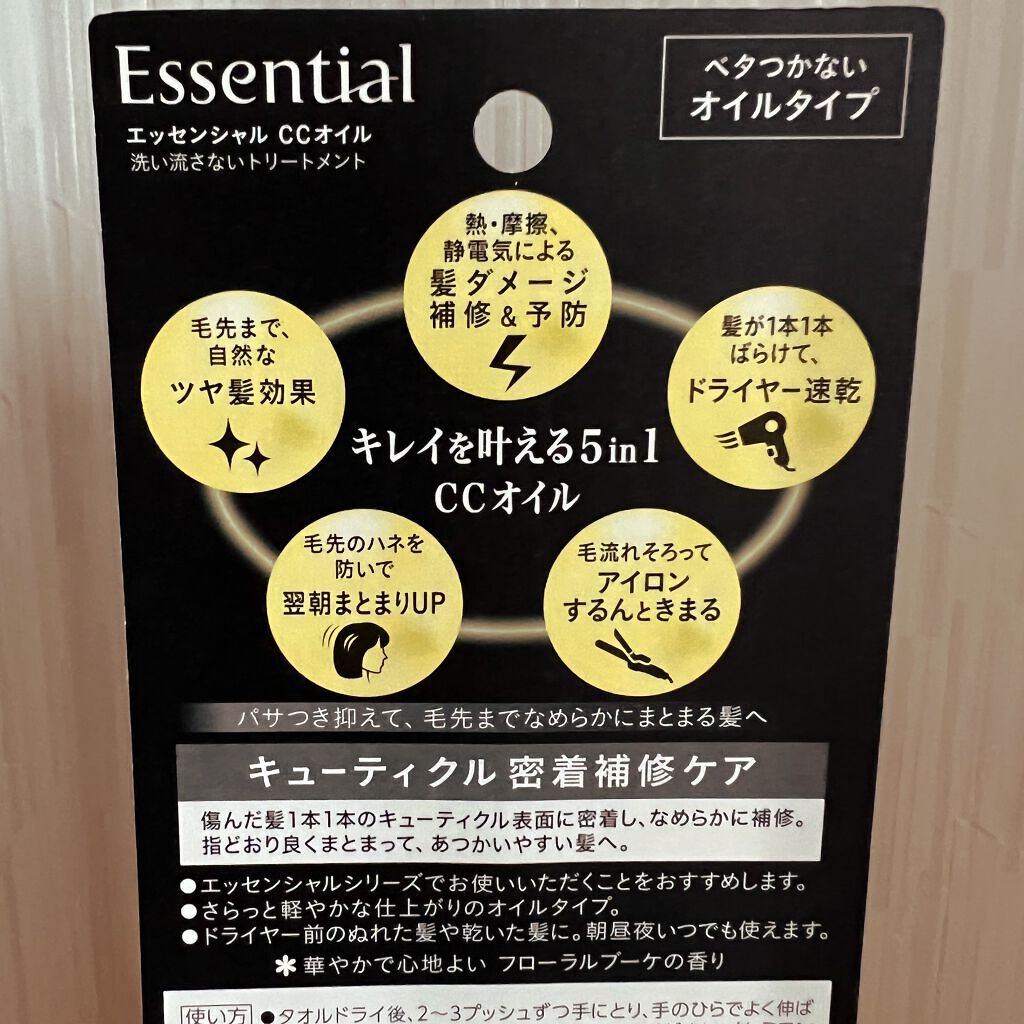 Essential
エッセンシャル CCオイル
洗い流さないトリートメント
ベタつかない
オイルタイプ
熱・摩擦、
静電気による
髪ダメージ
補修&予防
毛先まで、
自然な
ツヤ髪効果
髪が1本1本
ばらけて、
ドライヤー速乾
キレイを叶える5in1
CCオイル
毛先のハネを
防いで
翌朝まとまりUP
毛流れそろって
アイロン
するんときまる
パサつき抑えて、毛先までなめらかにまとまる髪へ
キューティクル 密着補修ケア
傷んだ髪1本1本のキューティクル表面に密着し、なめらかに補修。
指どおり良くまとまって、あつかいやすい髪へ。
●エッセンシャルシリーズでお使いいただくことをおすすめします。
●さらっと軽やかな仕上がりのオイルタイプ。
●ドライヤー前のぬれた髪や乾いた髪に。朝昼夜いつでも使えます。
＊華やかで心地よい フローラルブーケの香り
使い方 ●タオルドライ後、2〜3プッシュずつ手にとり、手のひらでよく伸ば